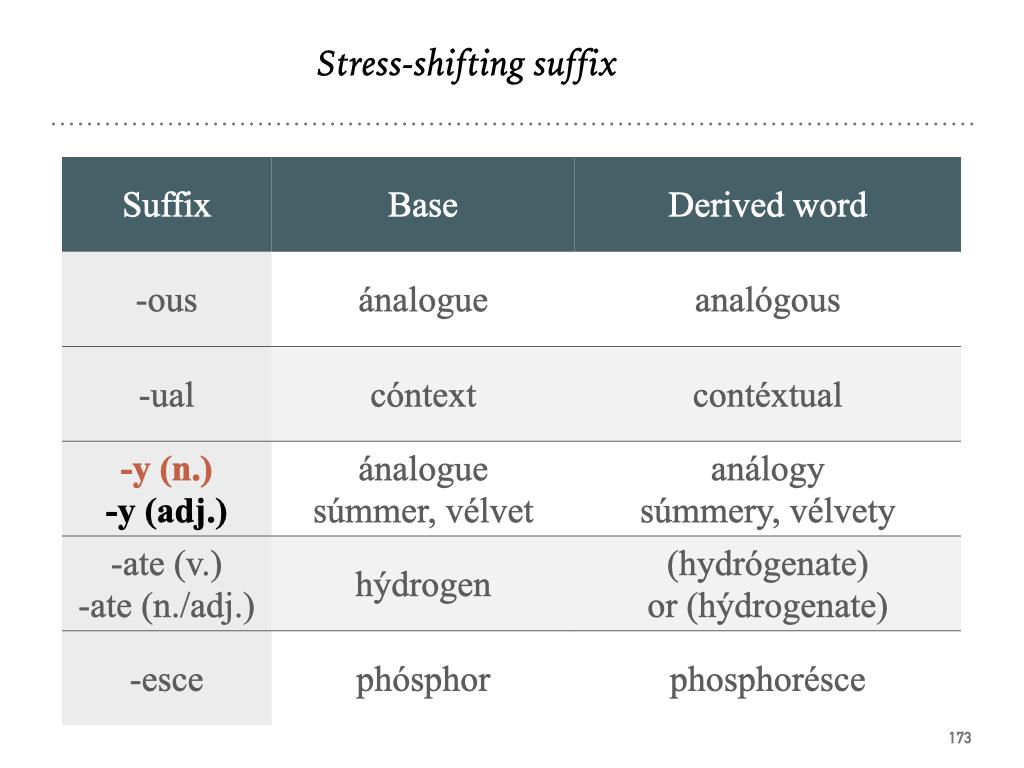 Stress-shifting suffix
Suffix Base Derived word
-ous ánalogue analógous
-ual cóntext contéxtual
-y (n.) ánalogue análogy
-y (adj.) súmmer, vélvet súmmery, vélvety
-ate (v.) (hydrógenate)
hýdrogen
-ate (n./adj.) or (hýdrogenate)
-esce phósphor phosphorésce
173